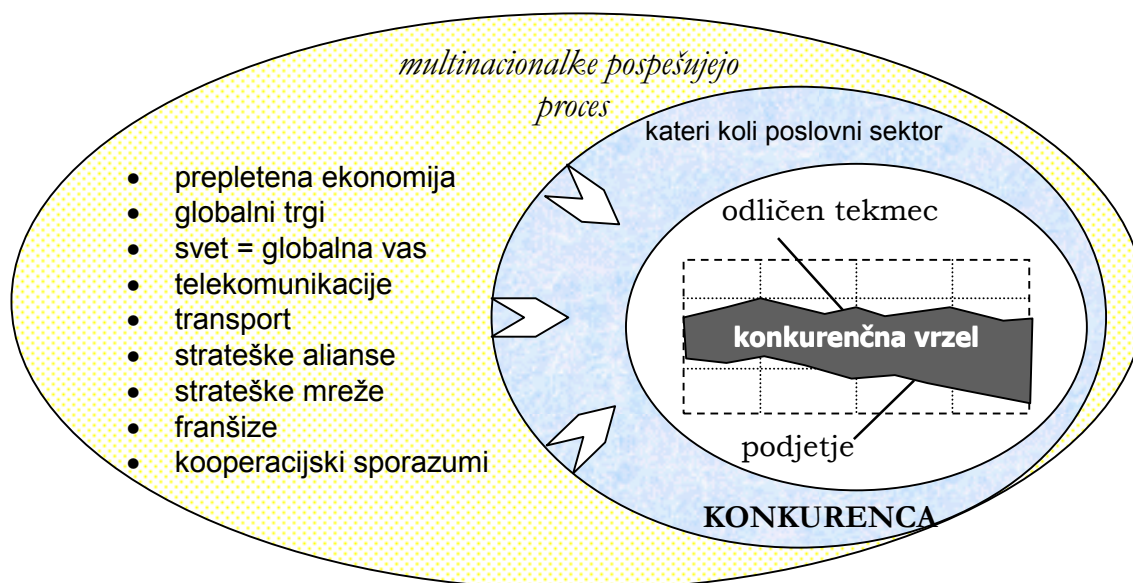 multinacionalke pospešujejo
proces
kateri koli poslovni sektor
• prepletena ekonomija
• globalni trgi
• svet = globalna vas
• telekomunikacije
• transport
• strateške alianse
• strateške mreže
• franšize
• kooperacijski sporazumi
odličen tekmec
konkurenčna vrzel
podjetje
KONKURENCA